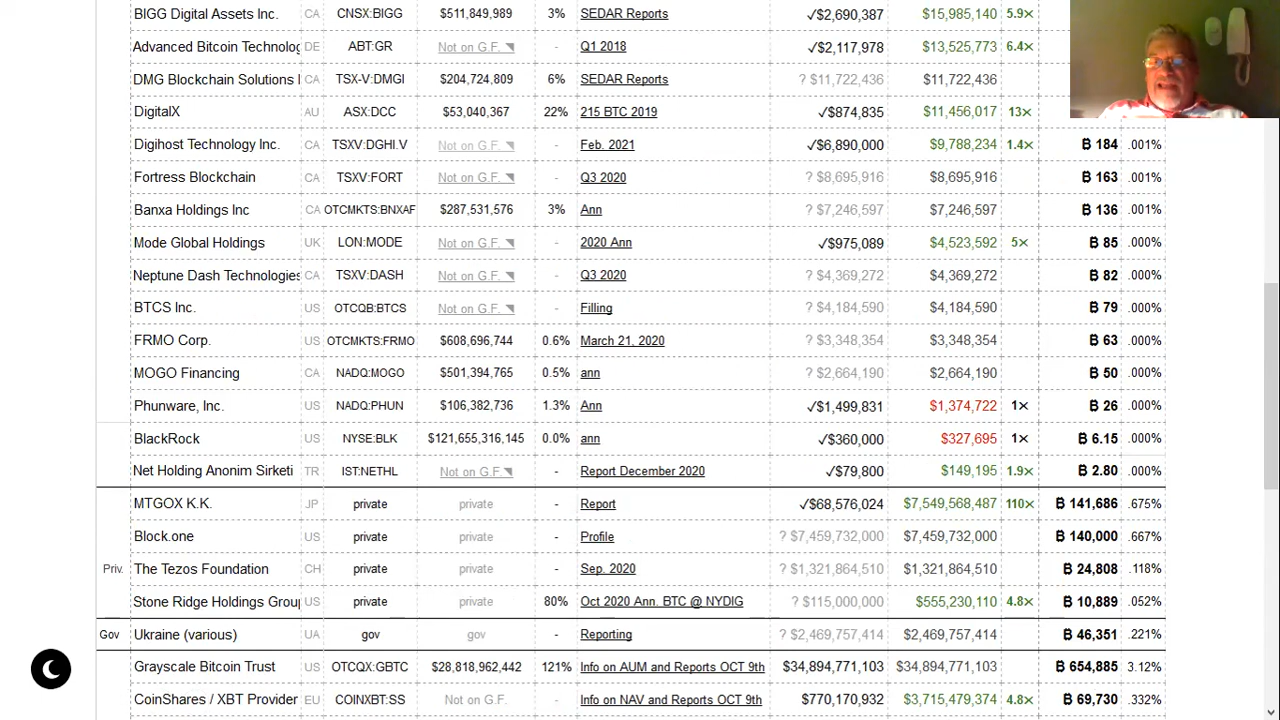 BIGG Digital Assets Inc. CA CNSX:BIGG $511,849,989 3% SEDAR Reports ✓$2,690,387 $15,985,140 5.9×
Advanced Bitcoin Technolog DE ABT:GR Not on G.F. ◥ - Q1 2018 ✓$2,117,978 $13,525,773 6.4×
DMG Blockchain Solutions I CA TSX-V:DMGI $204,724,809 6% SEDAR Reports ? $11,722,436 $11,722,436
DigitalX AU ASX:DCC $53,040,367 22% 215 BTC 2019 ✓$874,835 $11,456,017 13×
Digihost Technology Inc. CA TSXV:DGHI.V Not on G.F. ◥ - Feb. 2021 ✓$6,890,000 $9,788,234 1.4× ₿ 184 .001%
Fortress Blockchain CA TSXV:FORT Not on G.F. ◥ - Q3 2020 ? $8,695,916 $8,695,916 ₿ 163 .001%
Banxa Holdings Inc CA OTCMKTS:BNXAF $287,531,576 3% Ann ? $7,246,597 $7,246,597 ₿ 136 .001%
Mode Global Holdings UK LON:MODE Not on G.F. ◥ - 2020 Ann ✓$975,089 $4,523,592 5× ₿ 85 .000%
Neptune Dash Technologies CA TSXV:DASH Not on G.F. ◥ - Q3 2020 ? $4,369,272 $4,369,272 ₿ 82 .000%
BTCS Inc. US OTCQB:BTCS Not on G.F. ◥ - Filling ? $4,184,590 $4,184,590 ₿ 79 .000%
FRMO Corp. US OTCMKTS:FRMO $608,696,744 0.6% March 21, 2020 ? $3,348,354 $3,348,354 ₿ 63 .000%
MOGO Financing CA NADQ:MOGO $501,394,765 0.5% ann ? $2,664,190 $2,664,190 ₿ 50 .000%
Phunware, Inc. US NADQ:PHUN $106,382,736 1.3% Ann ✓$1,499,831 $1,374,722 1× ₿ 26 .000%
BlackRock US NYSE:BLK $121,655,316,145 0.0% ann ✓$360,000 $327,695 1× ₿ 6.15 .000%
Net Holding Anonim Sirketi TR IST:NETHL Not on G.F.◥ - Report December 2020 ✓$79,800 $149,195 1.9× ₿ 2.80 .000%
MTGOX K.K. JP private private - Report ✓$68,576,024 $7,549,568,487 110× ₿ 141,686 .675%
Block.one private private - Profile ? $7,459,732,000 $7,459,732,000 ₿ 140,000 .667%
Priv. The Tezos Foundation CH private private - Sep. 2020 ? $1,321,864,510 $1,321,864,510 ₿ 24,808 .118%
Stone Ridge Holdings Group US private private 80% Oct 2020 Ann. BTC @ NYDIG ? $115,000,000 $555,230,110 4.8× ₿ 10,889 .052%
Gov Ukraine (various) UA gov gov - Reporting ? $2,469,757,414 $2,469,757,414 ₿ 46,351 .221%
Grayscale Bitcoin Trust US OTCQX:GBTC $28,818,962,442 121% Info on AUM and Reports OCT 9th $34,894,771,103 $34,894,771,103 ₿ 654,885 3.12%
CoinShares / XBT Provider EU COINXBT:SS Not on G.F. - Info on NAV and Reports OCT 9th $770,170,932 $3,715,479,374 4.8× ₿ 69,730 .332%